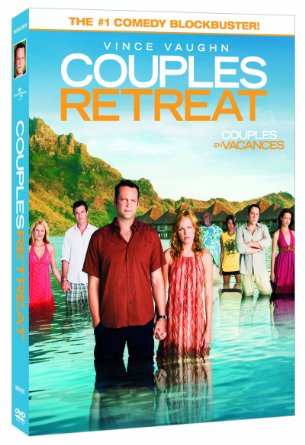 THE #1 COMEDY BLOCKBUSTER!
VINCE VAUGHN
COUPLES
RETREAT
COUPLES
EN VACANCES
COUPLES RETREAT
DVD